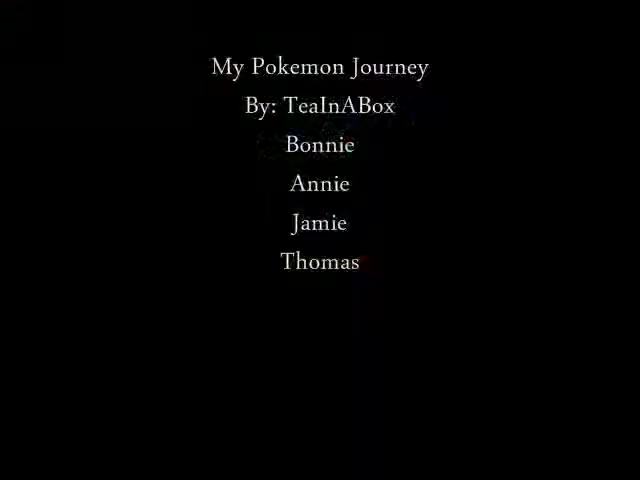 My Pokemon Journey
By: TeaInABox
Bonnie
Annie
Jamie
Thomas